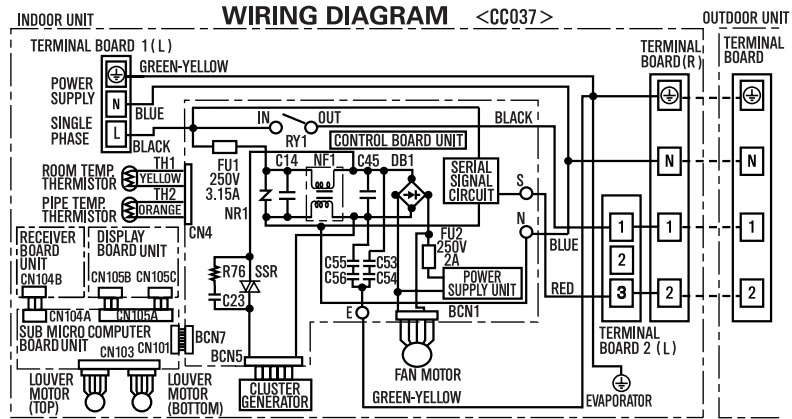 WIRING DIAGRAM <CC037>
INDOOR UNIT
OUTDOOR UNIT
TERMINAL BOARD 1(L)
GREEN-YELLOW
POWER
SUPPLY
N
BLUE
SINGLE
PHASE
L
BLACK
IN
OUT
RY1
BLACK
CONTROL BOARD UNIT
TERMINAL
BOARD(R)
TERMINAL
BOARD
N
N
1
1
1
2
3
2
2
ROOM TEMP.
THERMISTOR
TH1
YELLOW
PIPE TEMP.
THERMISTOR
TH2
ORANGE
CN4
FU1
250V
3.15A
C14
NF1
C45
DB1
NR1
SERIAL
SIGNAL
CIRCUIT
S
N
BLUE
RED
FU2
250V
2A
POWER
SUPPLY UNIT
RECEIVER
BOARD
UNIT
CN104B
DISPLAY
BOARD UNIT
CN105B
CN105C
R76
SSR
C23
C55
C56
C53
C54
E
BCN1
CN104A
CN105A
SUB MICRO COMPUTER
BOARD UNIT
CN101
CN103
BCN7
BCN5
TERMINAL
BOARD 2 (L)
LOUVER
MOTOR
(TOP)
LOUVER
MOTOR
(BOTTOM)
CLUSTER
GENERATOR
FAN MOTOR
GREEN-YELLOW
EVAPORATOR